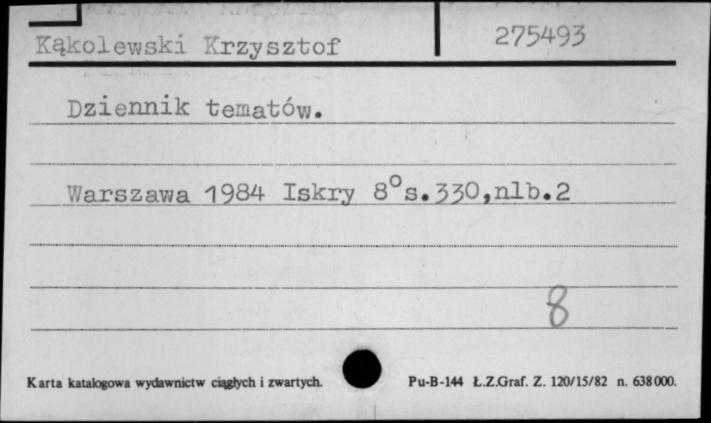 Kąkolewski Krzysztof
275493
Dziennik tematów.
Warszawa 1984 Iskry 8°s.330,nlb.2
8
Karta katalogowa wydawnictw ciągłych i zwartych.
Pu-B-144 Ł.Z.Graf. Z. 120/15/82 n. 638000.